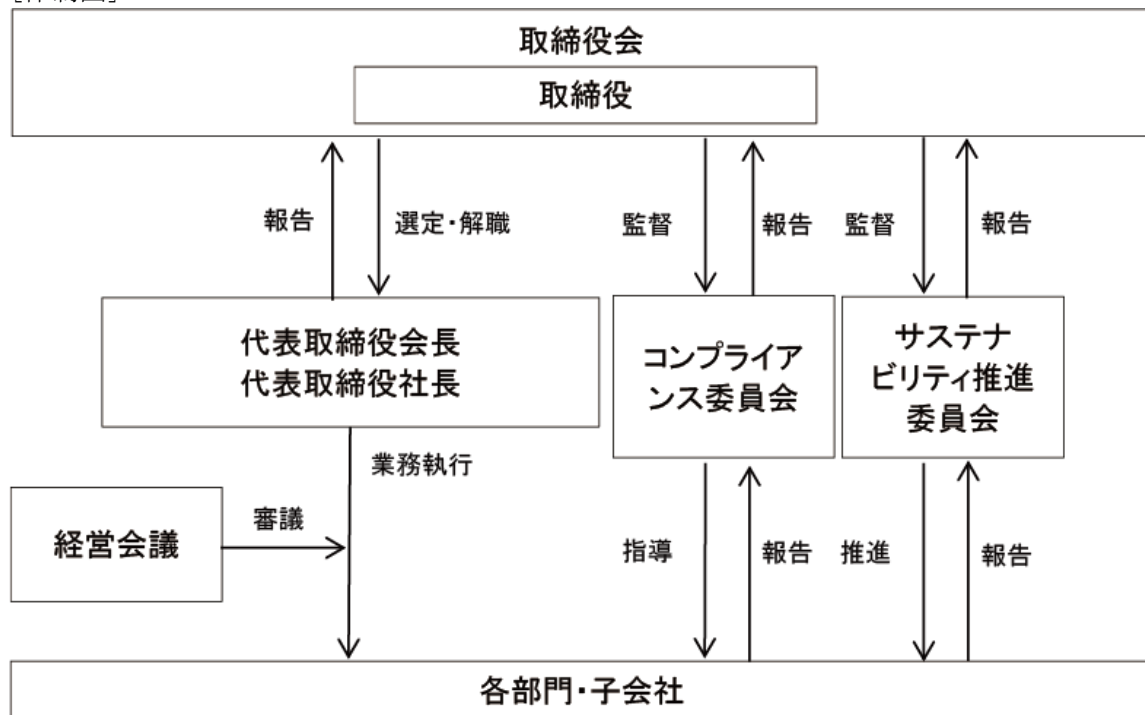 取締役会
取締役
報告
選定・解職
監督
報告
監督
報告
代表取締役会長
代表取締役社長
コンプライア
ンス委員会
サステナ
ビリティ推進
委員会
業務執行
経営会議
審議
指導
報告
推進
報告
各部門・子会社